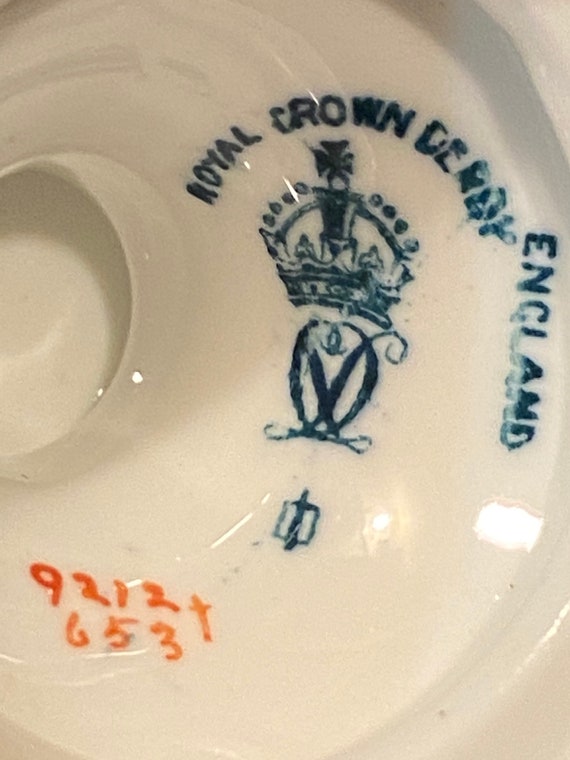 ROYAL CROWN DERBY
ENGLAND
9212 †
653